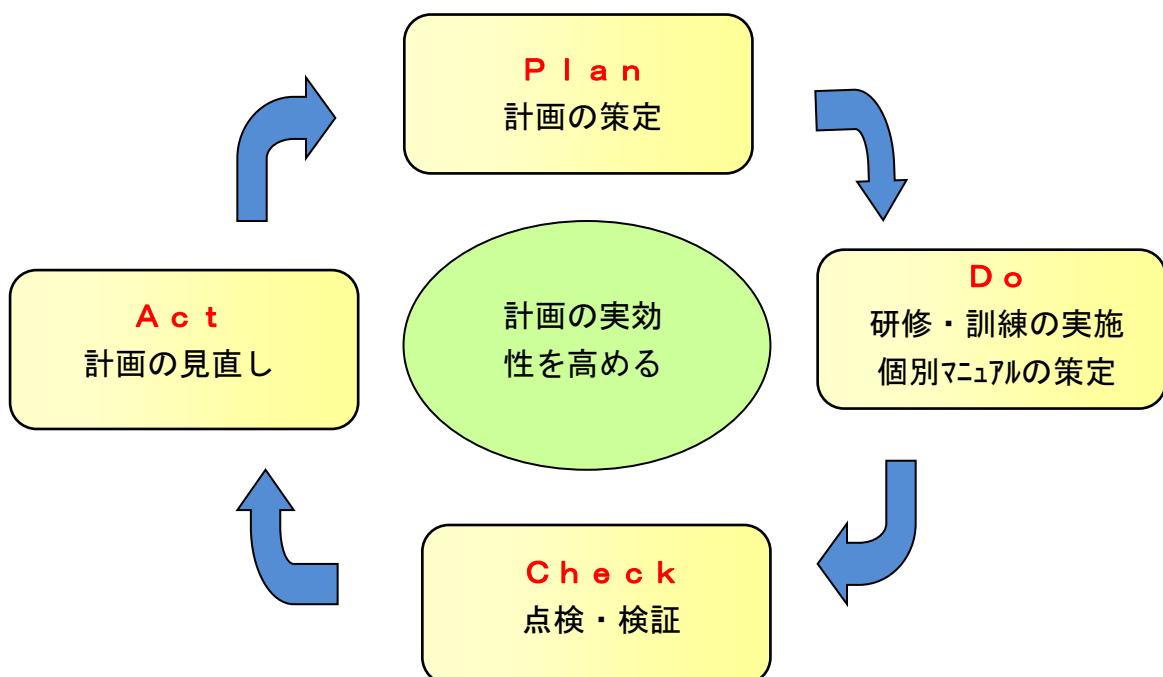 Ｐｌａｎ
計画の策定
Ｄｏ
研修・訓練の実施
個別ﾏﾆｭｱﾙの策定
Ｃｈｅｃｋ
点検・検証
Ａｃｔ
計画の見直し
計画の実効
性を高める